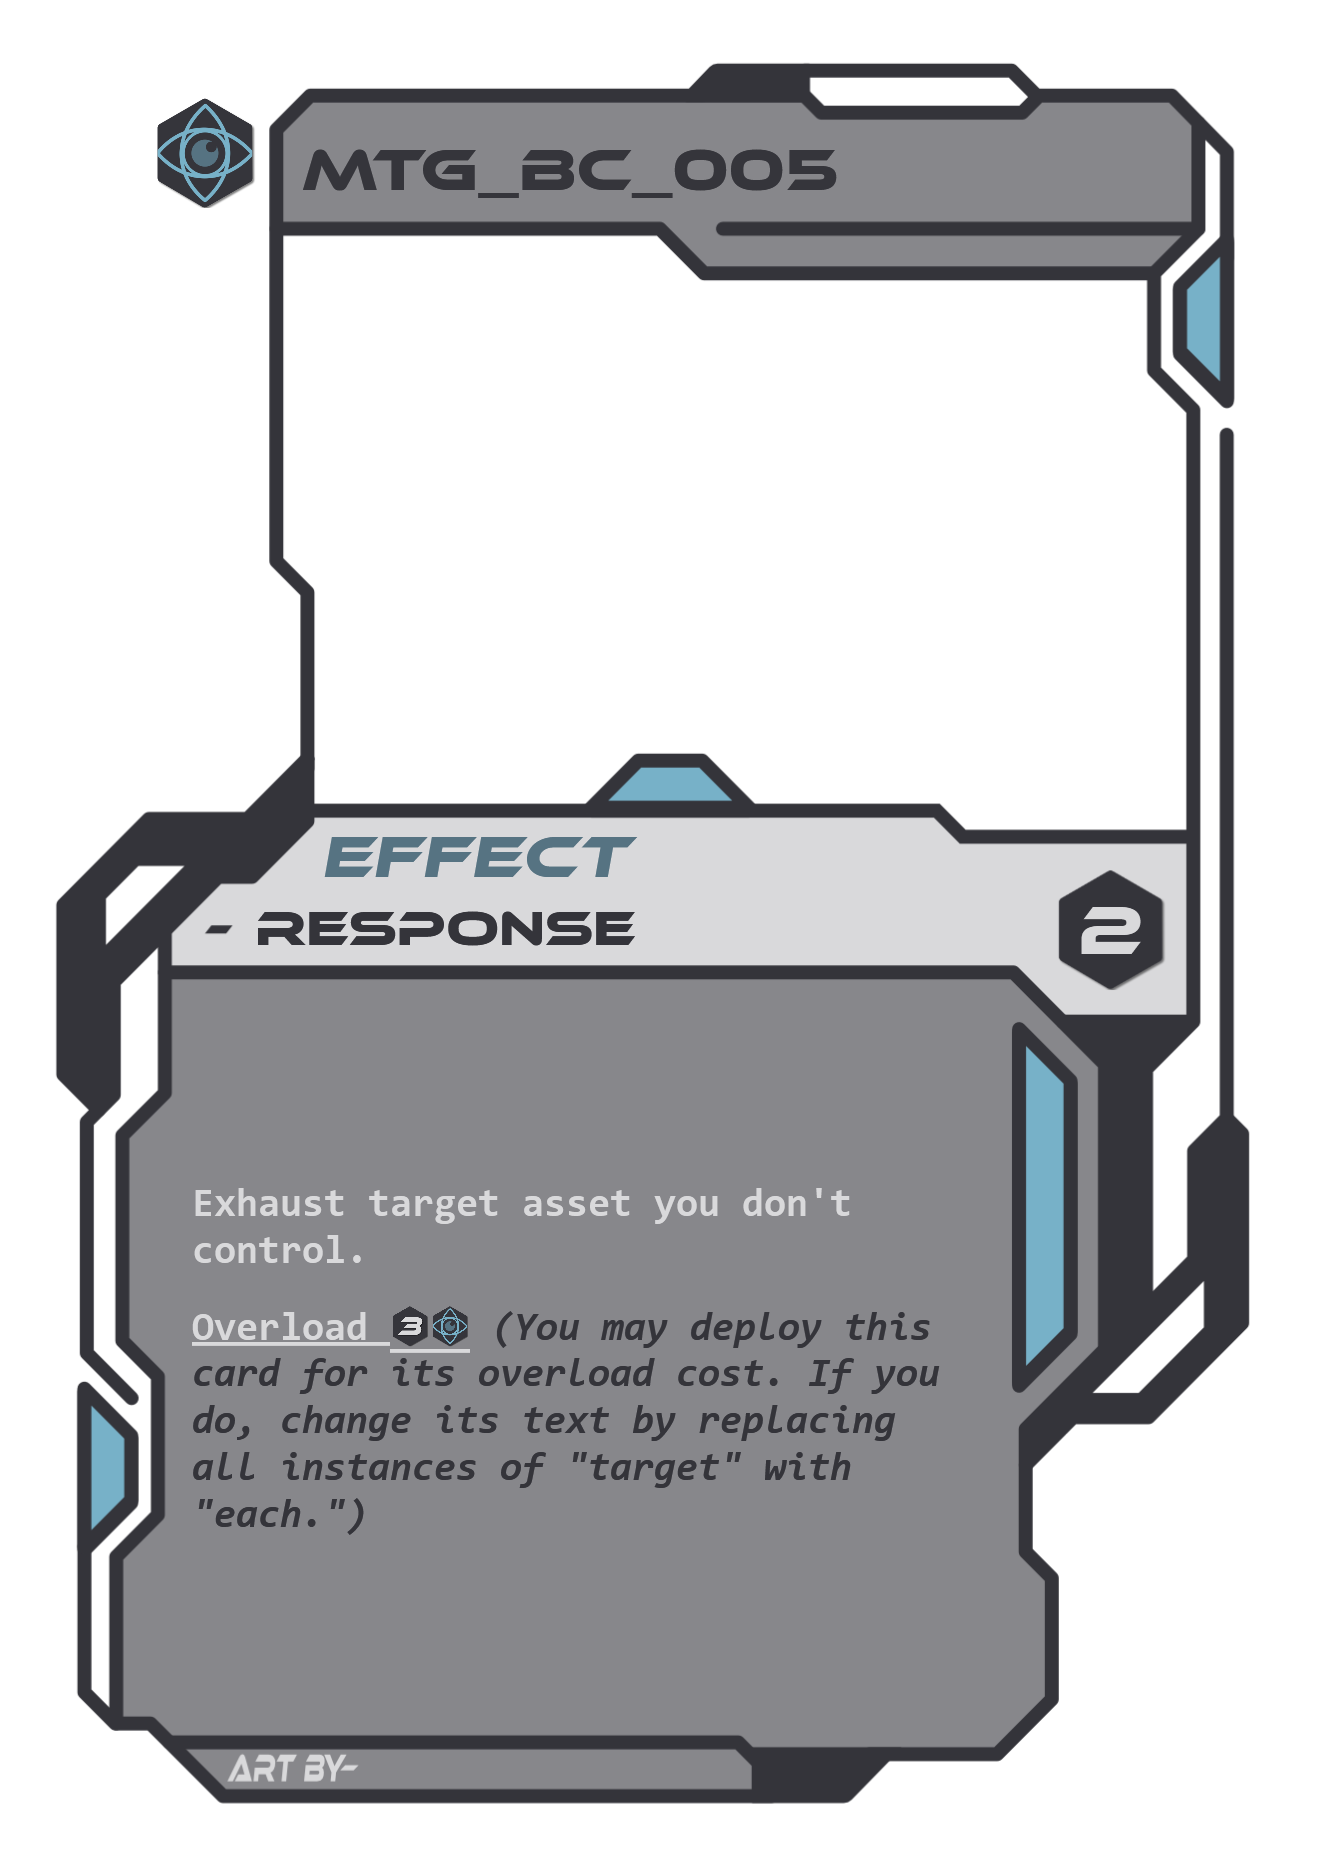 MTG_BC_005
EFFECT
- RESPONSE
2
Exhaust target asset you don't
control.
Overload 3 (You may deploy this
card for its overload cost. If you
do, change its text by replacing
all instances of "target" with
"each.")
ART BY-